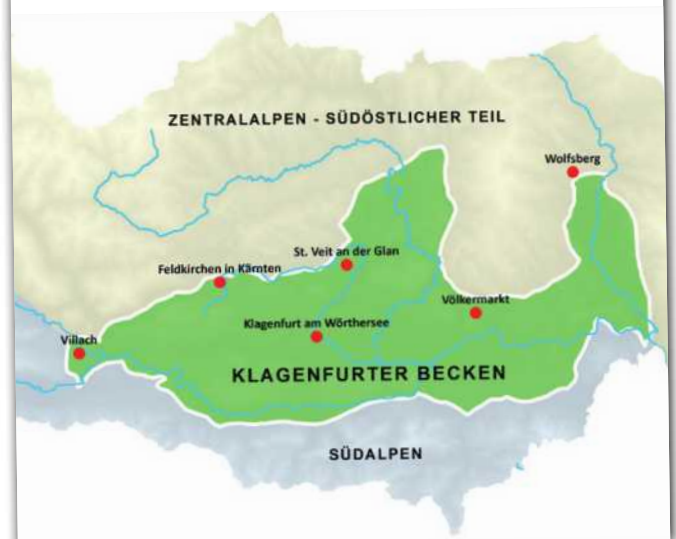 ZENTRALALPEN - SÜDÖSTLICHER TEIL
Wolfsberg
St. Veit an der Glan
Feldkirchen in Kärnten
Völkermarkt
Klagenfurt am Wörthersee
Villach
KLAGENFURTER BECKEN
SÜDALPEN